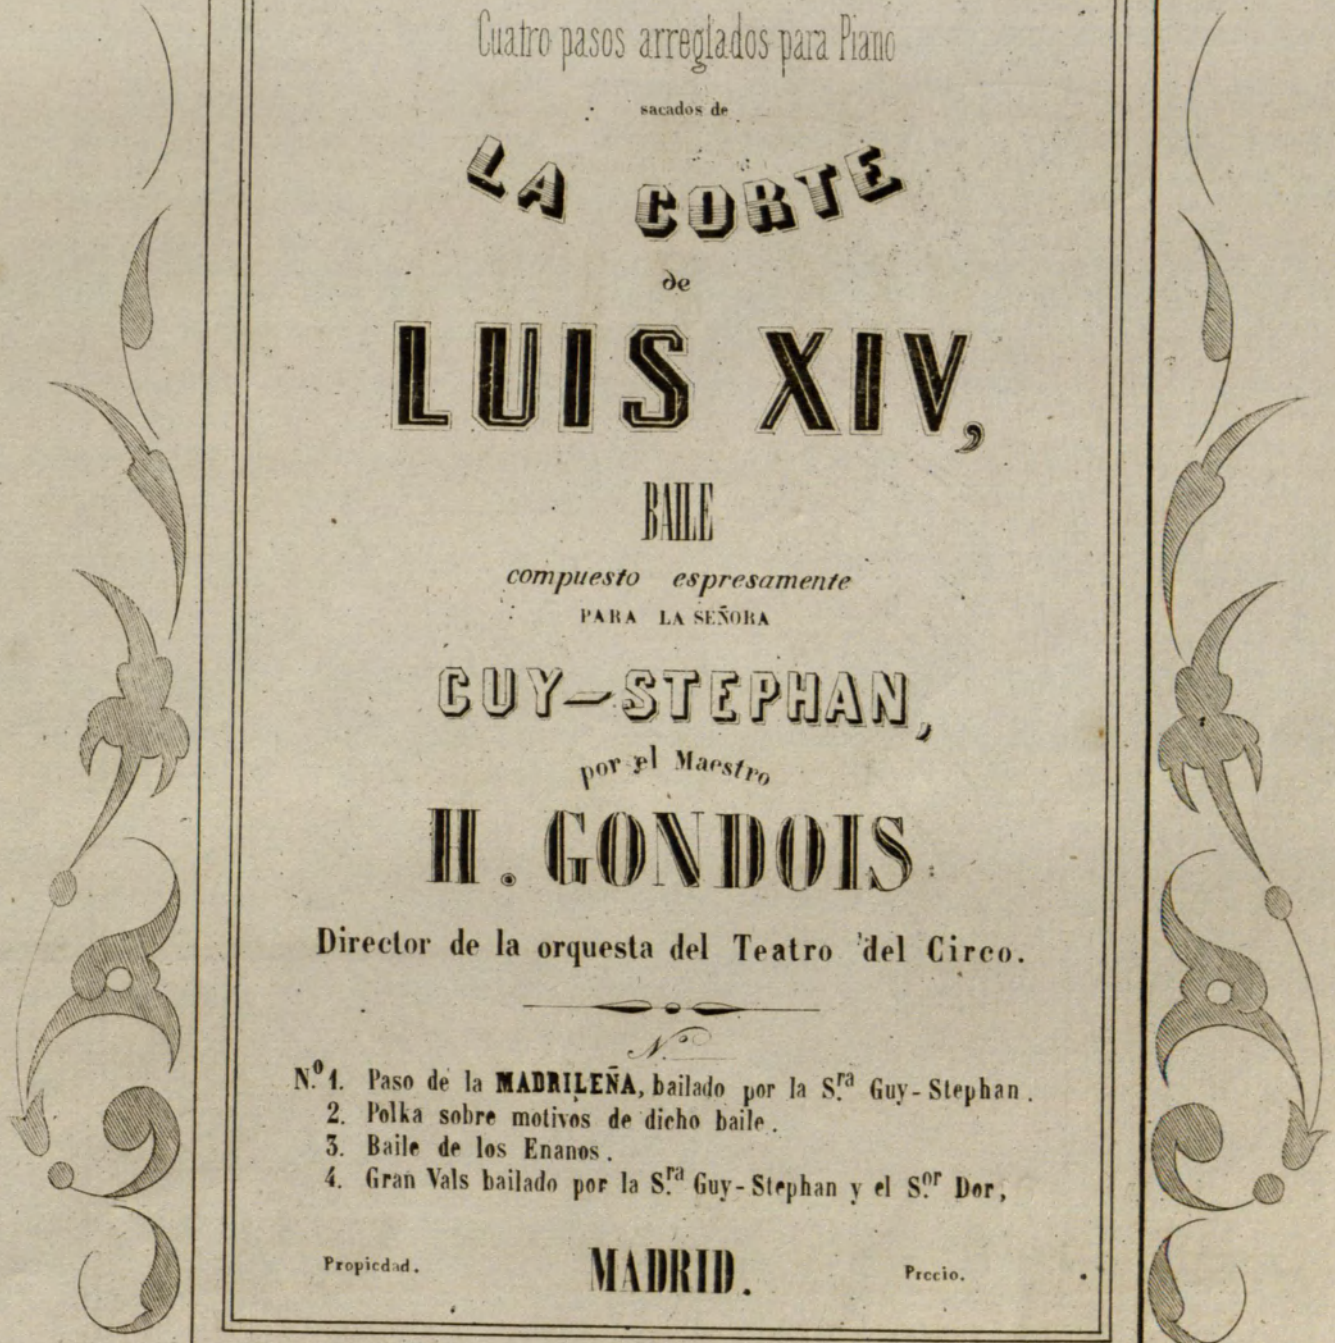 Cuatro pasos arreglados para Piano
sacados de
LA CORTE
de
LUIS XIV,
BAILE
compuesto espresamente
PARA LA SEÑORA
GUY-STEPHAN,
por el Maestro
H. GONDOIS
Director de la orquesta del Teatro del Circo.
N.
N.º 1. Paso de la MADRILEÑA, bailado por la S.ra Guy-Stephan.
2. Polka sobre motivos de dicho baile.
3. Baile de los Enanos.
4. Gran Vals bailado por la S.ra Guy-Stephan y el S.or Dor,
Propiedad. MADRID. Precio.